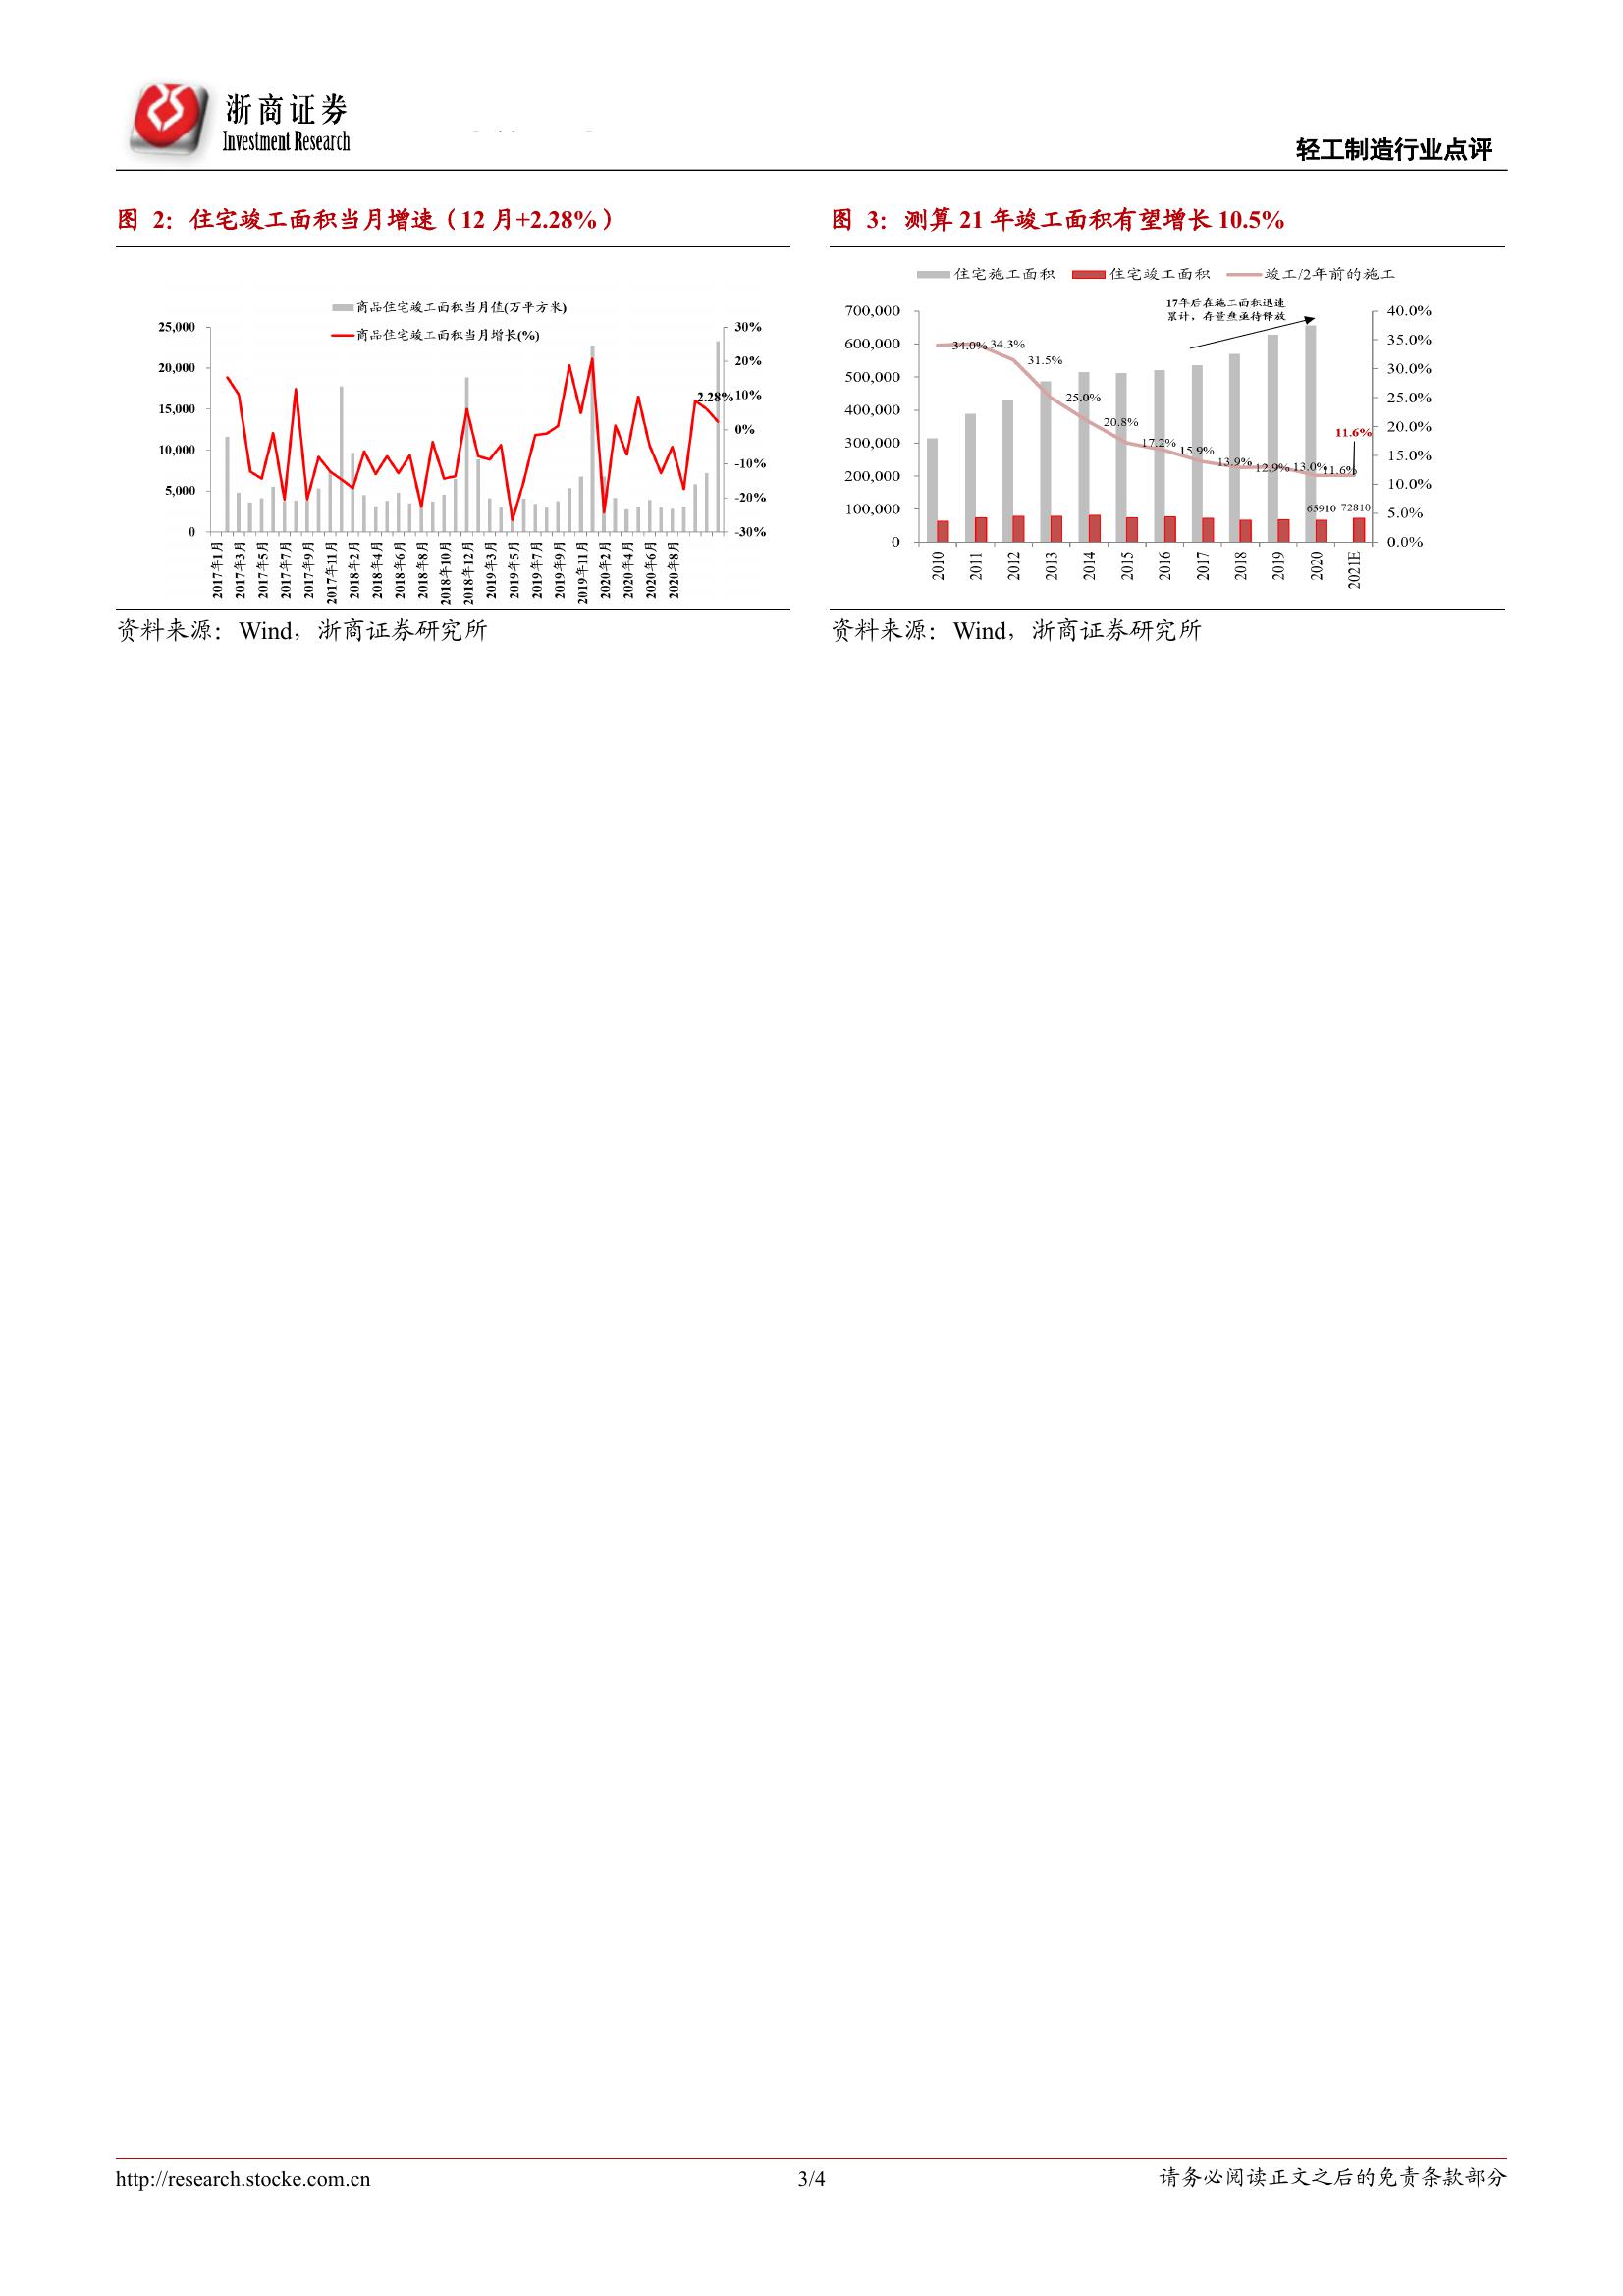 浙商证券
Investment Research
轻工制造行业点评
图 2：住宅竣工面积当月增速（12 月+2.28%）
商品住宅竣工面积当月值(万平方米)
商品住宅竣工面积当月增长(%)
25,000
20,000
15,000
10,000
5,000
0
30%
20%
10%
0%
-10%
-20%
-30%
2.28%
2017年1月
2017年3月
2017年5月
2017年7月
2017年9月
2017年11月
2018年2月
2018年4月
2018年6月
2018年8月
2018年10月
2018年12月
2019年3月
2019年5月
2019年7月
2019年9月
2019年11月
2020年2月
2020年4月
2020年6月
2020年8月
资料来源：Wind，浙商证券研究所
图 3：测算 21 年竣工面积有望增长 10.5%
住宅施工面积
住宅竣工面积
竣工/2年前的施工
17年后在施工面积迅速
累计，存量亟待释放
700,000
600,000
500,000
400,000
300,000
200,000
100,000
0
40.0%
35.0%
30.0%
25.0%
20.0%
15.0%
10.0%
5.0%
0.0%
34.0%
34.3%
31.5%
25.0%
20.8%
17.2%
15.9%
13.9%
12.9%
13.0%
11.6%
11.6%
65910
72810
2010
2011
2012
2013
2014
2015
2016
2017
2018
2019
2020
2021E
资料来源：Wind，浙商证券研究所
http://research.stocke.com.cn
3/4
请务必阅读正文之后的免责条款部分